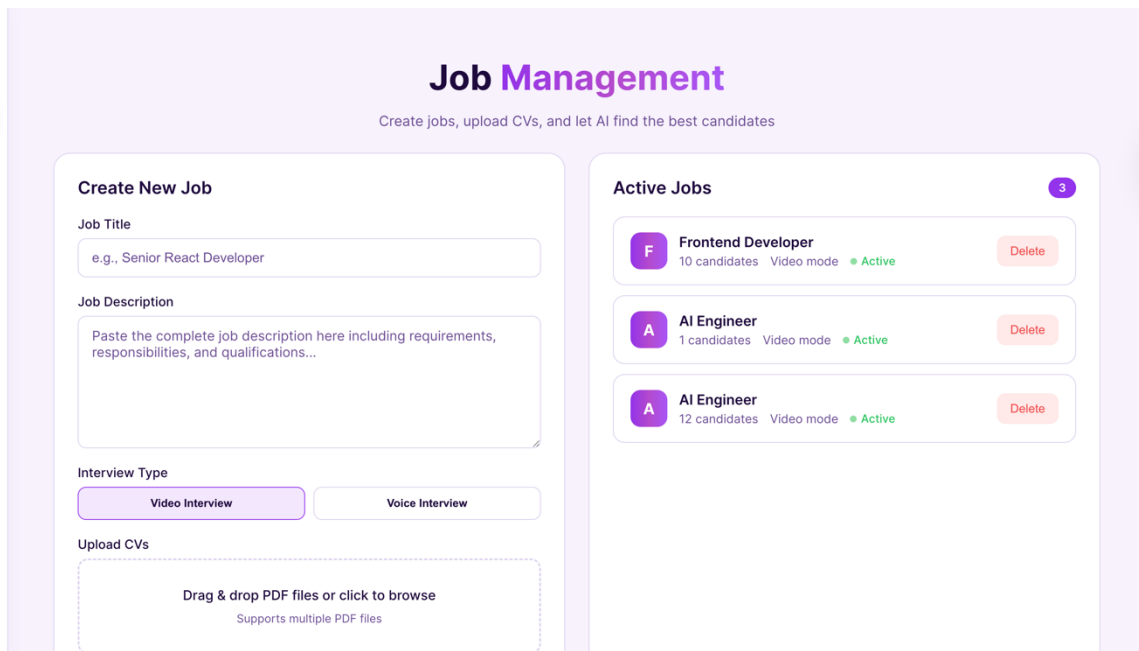 Job Management
Create jobs, upload CVs, and let AI find the best candidates
Create New Job
Job Title
e.g., Senior React Developer
Job Description
Paste the complete job description here including requirements,
responsibilities, and qualifications...
Interview Type
Video Interview
Voice Interview
Upload CVs
Drag & drop PDF files or click to browse
Supports multiple PDF files
Active Jobs
3
F
Frontend Developer
10 candidates Video mode Active
Delete
A
AI Engineer
1 candidates Video mode Active
Delete
A
AI Engineer
12 candidates Video mode Active
Delete